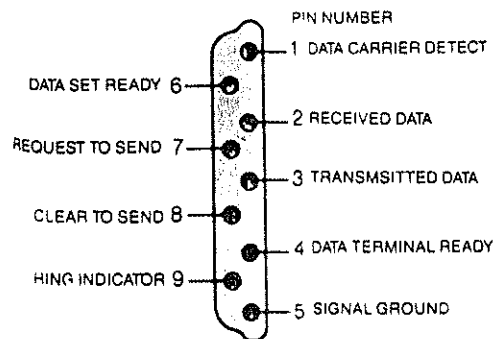 PIN NUMBER
1 DATA CARRIER DETECT
DATA SET READY 6
2 RECEIVED DATA
REQUEST TO SEND 7
3 TRANSMSITTED DATA
CLEAR TO SEND 8
4 DATA TERMINAL READY
HING INDICATOR 9
5 SIGNAL GROUND